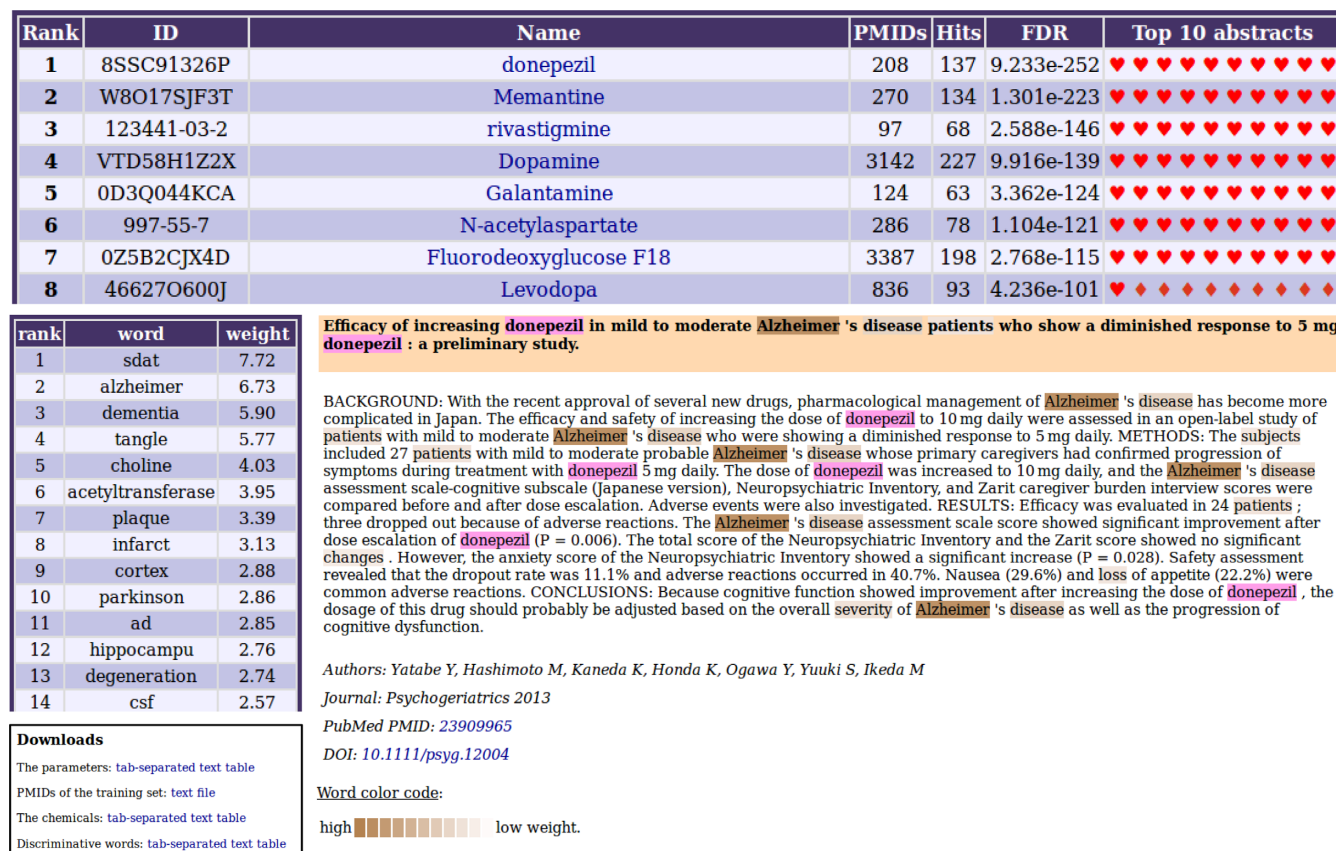 Rank ID Name PMIDs Hits FDR Top 10 abstracts
1 8SSC91326P donepezil 208 137 9.233e-252 ♥ ♥ ♥ ♥ ♥ ♥ ♥ ♥ ♥ ♥
2 W8O17SJF3T Memantine 270 134 1.301e-223 ♥ ♥ ♥ ♥ ♥ ♥ ♥ ♥ ♥ ♥
3 123441-03-2 rivastigmine 97 68 2.588e-146 ♥ ♥ ♥ ♥ ♥ ♥ ♥ ♥ ♥ ♥
4 VTD58H1Z2X Dopamine 3142 227 9.916e-139 ♥ ♥ ♥ ♥ ♥ ♥ ♥ ♥ ♥ ♥
5 0D3Q044KCA Galantamine 124 63 3.362e-124 ♥ ♥ ♥ ♥ ♥ ♥ ♥ ♥ ♥ ♥
6 997-55-7 N-acetylaspartate 286 78 1.104e-121 ♥ ♥ ♥ ♥ ♥ ♥ ♥ ♥ ♥ ♥
7 0Z5B2CJX4D Fluorodeoxyglucose F18 3387 198 2.768e-115 ♥ ♥ ♥ ♥ ♥ ♥ ♥ ♥ ♥ ♥
8 46627O600J Levodopa 836 93 4.236e-101 ♥ ♦ ♦ ♦ ♦ ♦ ♦ ♦ ♦ ♦
rank word weight
1 sdat 7.72
2 alzheimer 6.73
3 dementia 5.90
4 tangle 5.77
5 choline 4.03
6 acetyltransferase 3.95
7 plaque 3.39
8 infarct 3.13
9 cortex 2.88
10 parkinson 2.86
11 ad 2.85
12 hippocampu 2.76
13 degeneration 2.74
14 csf 2.57
Downloads
The parameters: tab-separated text table
PMIDs of the training set: text file
The chemicals: tab-separated text table
Discriminative words: tab-separated text table
Efficacy of increasing donepezil in mild to moderate Alzheimer 's disease patients who show a diminished response to 5 mg
donepezil : a preliminary study.
BACKGROUND: With the recent approval of several new drugs, pharmacological management of Alzheimer 's disease has become more
complicated in Japan. The efficacy and safety of increasing the dose of donepezil to 10 mg daily were assessed in an open-label study of
patients with mild to moderate Alzheimer 's disease who were showing a diminished response to 5 mg daily. METHODS: The subjects
included 27 patients with mild to moderate probable Alzheimer 's disease whose primary caregivers had confirmed progression of
symptoms during treatment with donepezil 5 mg daily. The dose of donepezil was increased to 10 mg daily, and the Alzheimer 's disease
assessment scale-cognitive subscale (Japanese version), Neuropsychiatric Inventory, and Zarit caregiver burden interview scores were
compared before and after dose escalation. Adverse events were also investigated. RESULTS: Efficacy was evaluated in 24 patients ;
three dropped out because of adverse reactions. The Alzheimer 's disease assessment scale score showed significant improvement after
dose escalation of donepezil (P = 0.006). The total score of the Neuropsychiatric Inventory and the Zarit score showed no significant
changes . However, the anxiety score of the Neuropsychiatric Inventory showed a significant increase (P = 0.028). Safety assessment
revealed that the dropout rate was 11.1% and adverse reactions occurred in 40.7%. Nausea (29.6%) and loss of appetite (22.2%) were
common adverse reactions. CONCLUSIONS: Because cognitive function showed improvement after increasing the dose of donepezil , the
dosage of this drug should probably be adjusted based on the overall severity of Alzheimer 's disease as well as the progression of
cognitive dysfunction.
Authors: Yatabe Y, Hashimoto M, Kaneda K, Honda K, Ogawa Y, Yuuki S, Ikeda M
Journal: Psychogeriatrics 2013
PubMed PMID: 23909965
DOI: 10.1111/psyg.12004
Word color code:
high low weight.